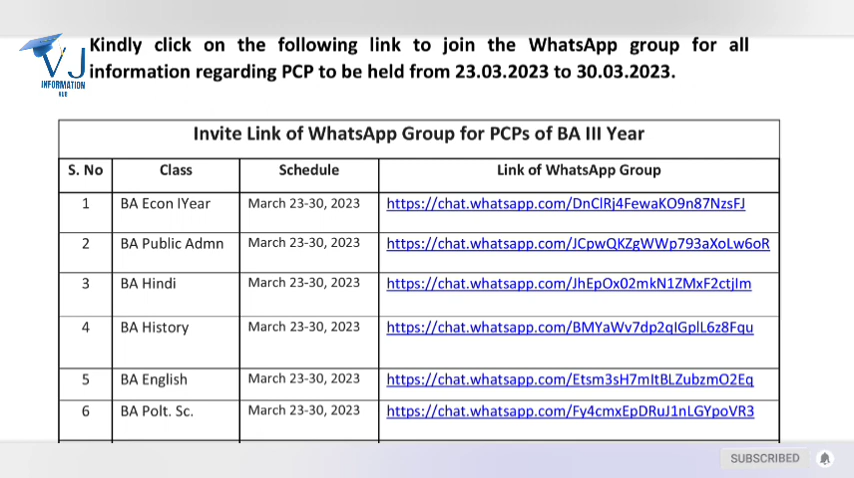 Kindly click on the following link to join the WhatsApp group for all
information regarding PCP to be held from 23.03.2023 to 30.03.2023.
VJ
INFORMATION
HUB
Invite Link of WhatsApp Group for PCPs of BA III Year
S. No Class Schedule Link of WhatsApp Group
1 BA Econ IYear March 23-30, 2023 https://chat.whatsapp.com/DnClRj4FewaKO9n87NzsFJ
2 BA Public Admn March 23-30, 2023 https://chat.whatsapp.com/JCpwQKZgWWp793aXoLw6oR
3 BA Hindi March 23-30, 2023 https://chat.whatsapp.com/JhEpOx02mkN1ZMxF2ctjIm
4 BA History March 23-30, 2023 https://chat.whatsapp.com/BMYaWv7dp2qIGplL6z8Fqu
5 BA English March 23-30, 2023 https://chat.whatsapp.com/Etsm3sH7mItBLZubzmO2Eq
6 BA Polt. Sc. March 23-30, 2023 https://chat.whatsapp.com/Fy4cmxEpDRuJ1nLGYpoVR3
SUBSCRIBED